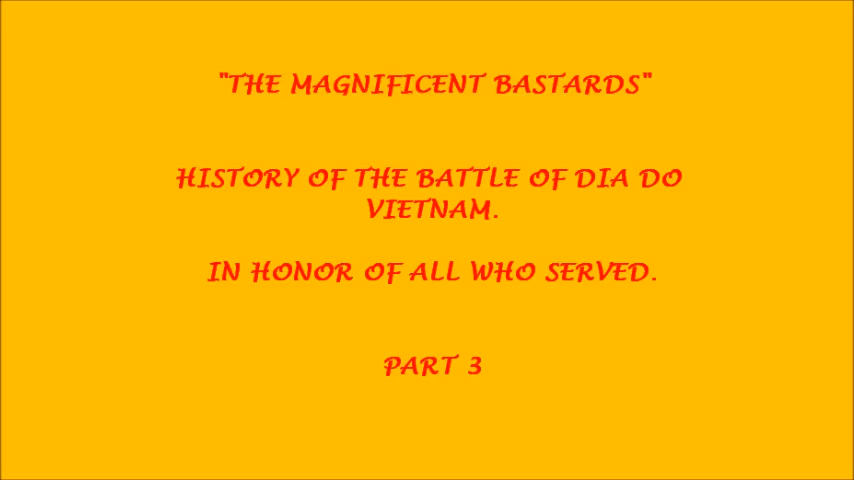 "THE MAGNIFICENT BASTARDS"
HISTORY OF THE BATTLE OF DIA DO
VIETNAM.
IN HONOR OF ALL WHO SERVED.
PART 3